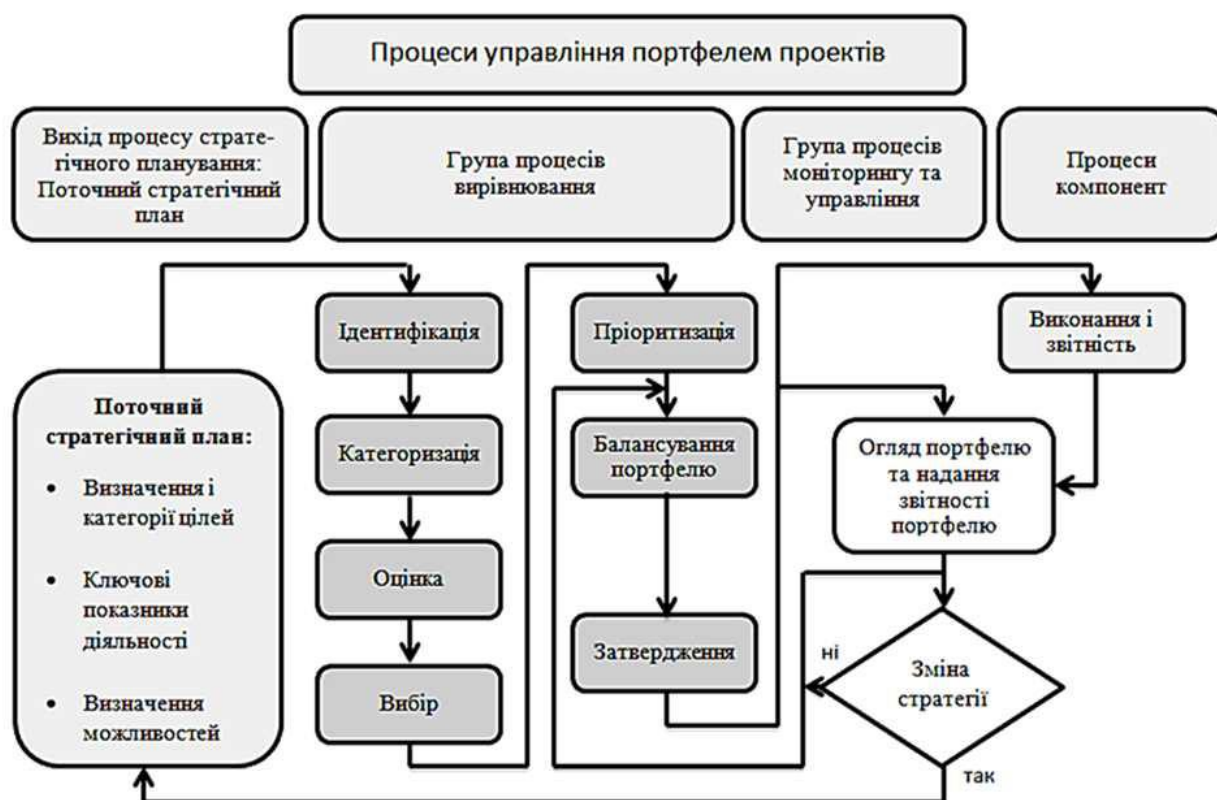 Процеси управління портфелем проектів
Вихід процесу страте-
гічного планування:
Поточний стратегічний
план
Група процесів
вирівнювання
Група процесів
моніторингу та
управління
Процеси
компонент
Ідентифікація
Категоризація
Оцінка
Вибір
Пріоритизація
Балансування
портфелю
Затвердження
Виконання і
звітність
Огляд портфелю
та надання
звітності
портфелю
Зміна
стратегії
ні
так
Поточний
стратегічний план:
• Визначення і
категорії цілей
• Ключові
показники
діяльності
• Визначення
можливостей